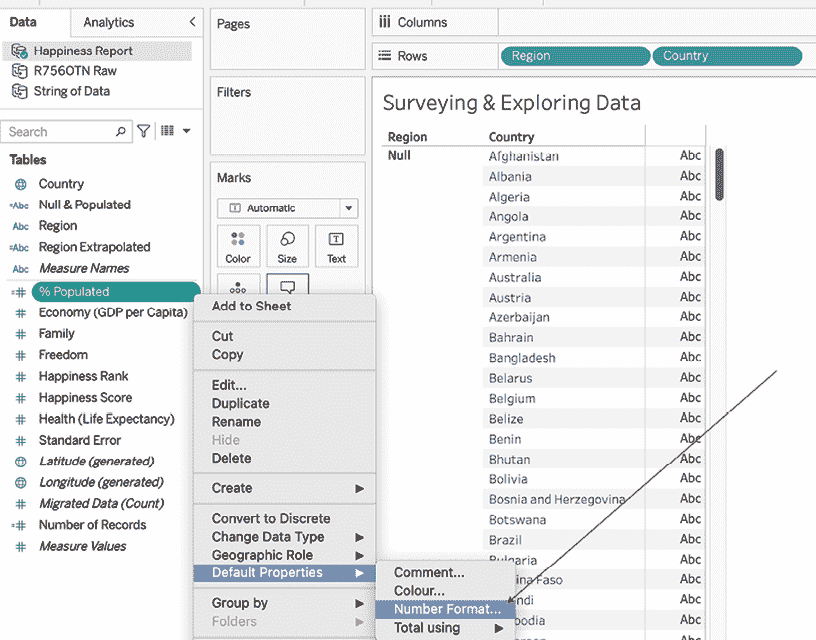 Data
Analytics
Happiness Report
R756OTN Raw
String of Data
Search
Tables
Country
Null & Populated
Region
Region Extrapolated
Measure Names
% Populated
Economy (GDP per Capita)
Family
Freedom
Happiness Rank
Happiness Score
Health (Life Expectancy)
Standard Error
Latitude (generated)
Longitude (generated)
Migrated Data (Count)
Number of Records
Measure Values
Pages
Filters
Marks
Automatic
Color
Size
Text
Add to Sheet
Cut
Copy
Edit...
Duplicate
Rename
Hide
Delete
Create
Convert to Discrete
Change Data Type
Geographic Role
Default Properties
Group by
Folders
Comment...
Colour...
Number Format...
Total using
Columns
Rows
Region
Country
Surveying & Exploring Data
Region Country
Null Afghanistan Abc
Albania Abc
Algeria Abc
Angola Abc
Argentina Abc
Armenia Abc
Australia Abc
Austria Abc
Azerbaijan Abc
Bahrain Abc
Bangladesh Abc
Belarus Abc
Belgium Abc
Belize Abc
Benin Abc
Bhutan Abc
Bolivia Abc
Bosnia and Herzegovina Abc
Botswana Abc
Brazil Abc
Bulgaria Abc
ina Faso Abc
ndi Abc
bodia Abc